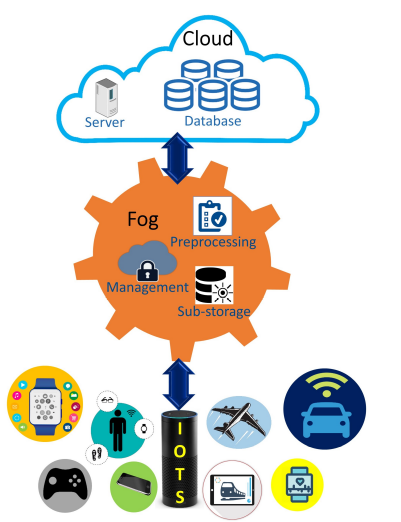 Cloud
Server
Database
Fog
Preprocessing
Management
Sub-storage
I
O
T
S